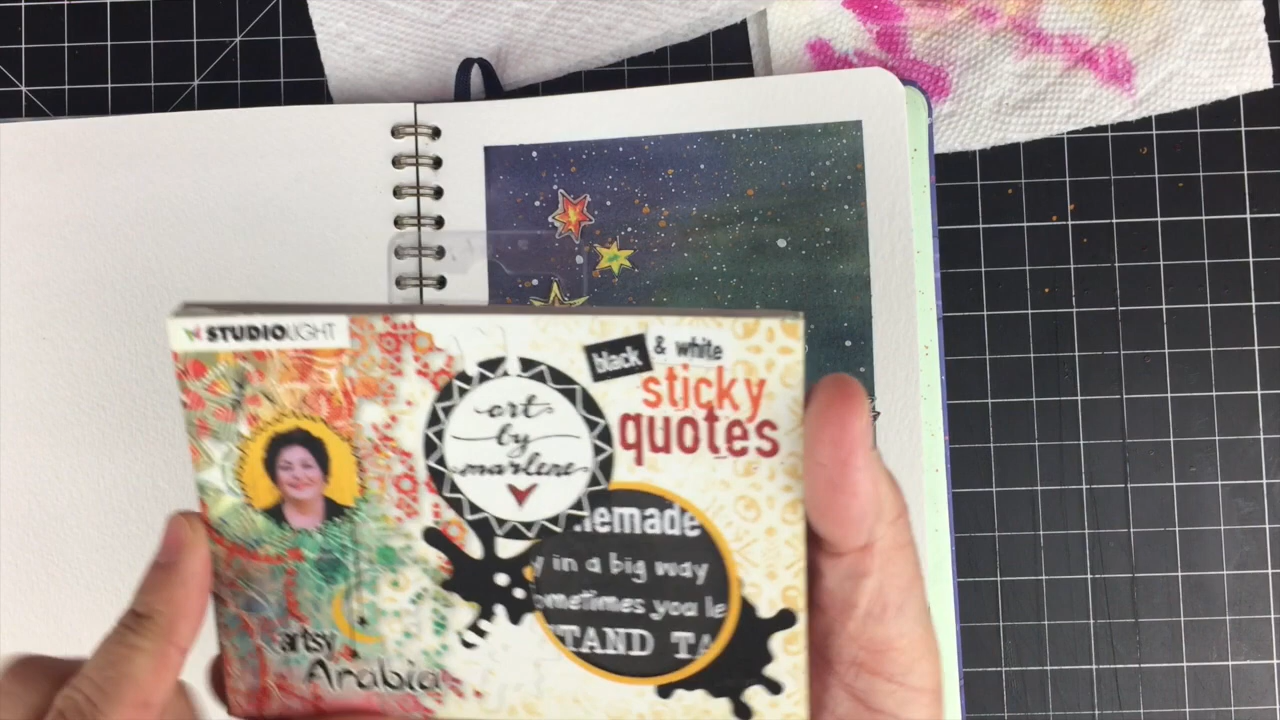 STUDIOLIGHT
black & white
sticky
quotes
art
by
marlene
emade
y in a big way
ometimes you le
TAND TA
artsy
Arabia